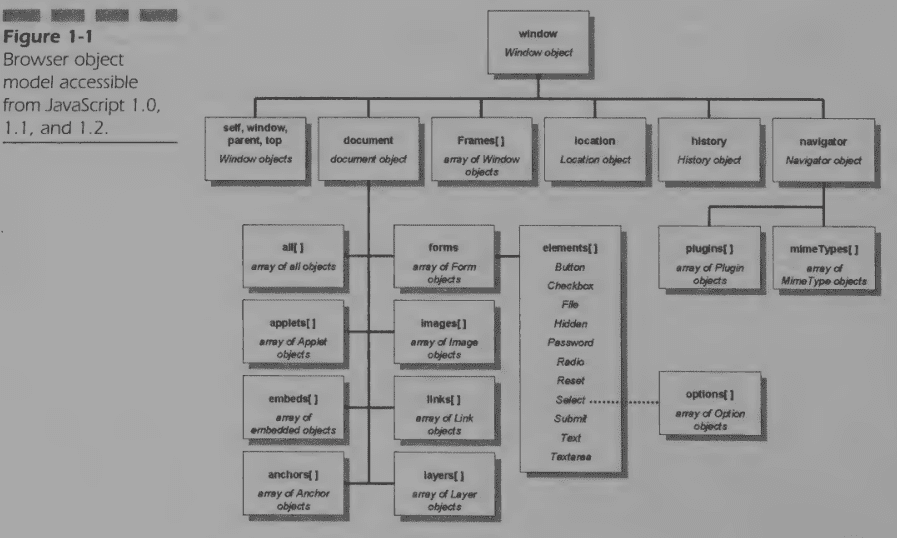 Figure 1-1
Browser object
model accessible
from JavaScript 1.0,
1.1, and 1.2.
window
Window object
self, window,
parent, top
Window objects
document
document object
Frames[ ]
array of Window
objects
location
Location object
history
History object
navigator
Navigator object
all[ ]
array of all objects
forms
array of Form
objects
elements[ ]
Button
Checkbox
File
Hidden
Password
Radio
Reset
Select
Submit
Text
Textarea
plugins[ ]
array of Plugin
objects
mimeTypes[ ]
array of
MimeType objects
applets[ ]
array of Applet
objects
images[ ]
array of Image
objects
embeds[ ]
array of
embedded objects
links[ ]
array of Link
objects
options[ ]
array of Option
objects
anchors[ ]
array of Anchor
objects
layers[ ]
array of Layer
objects